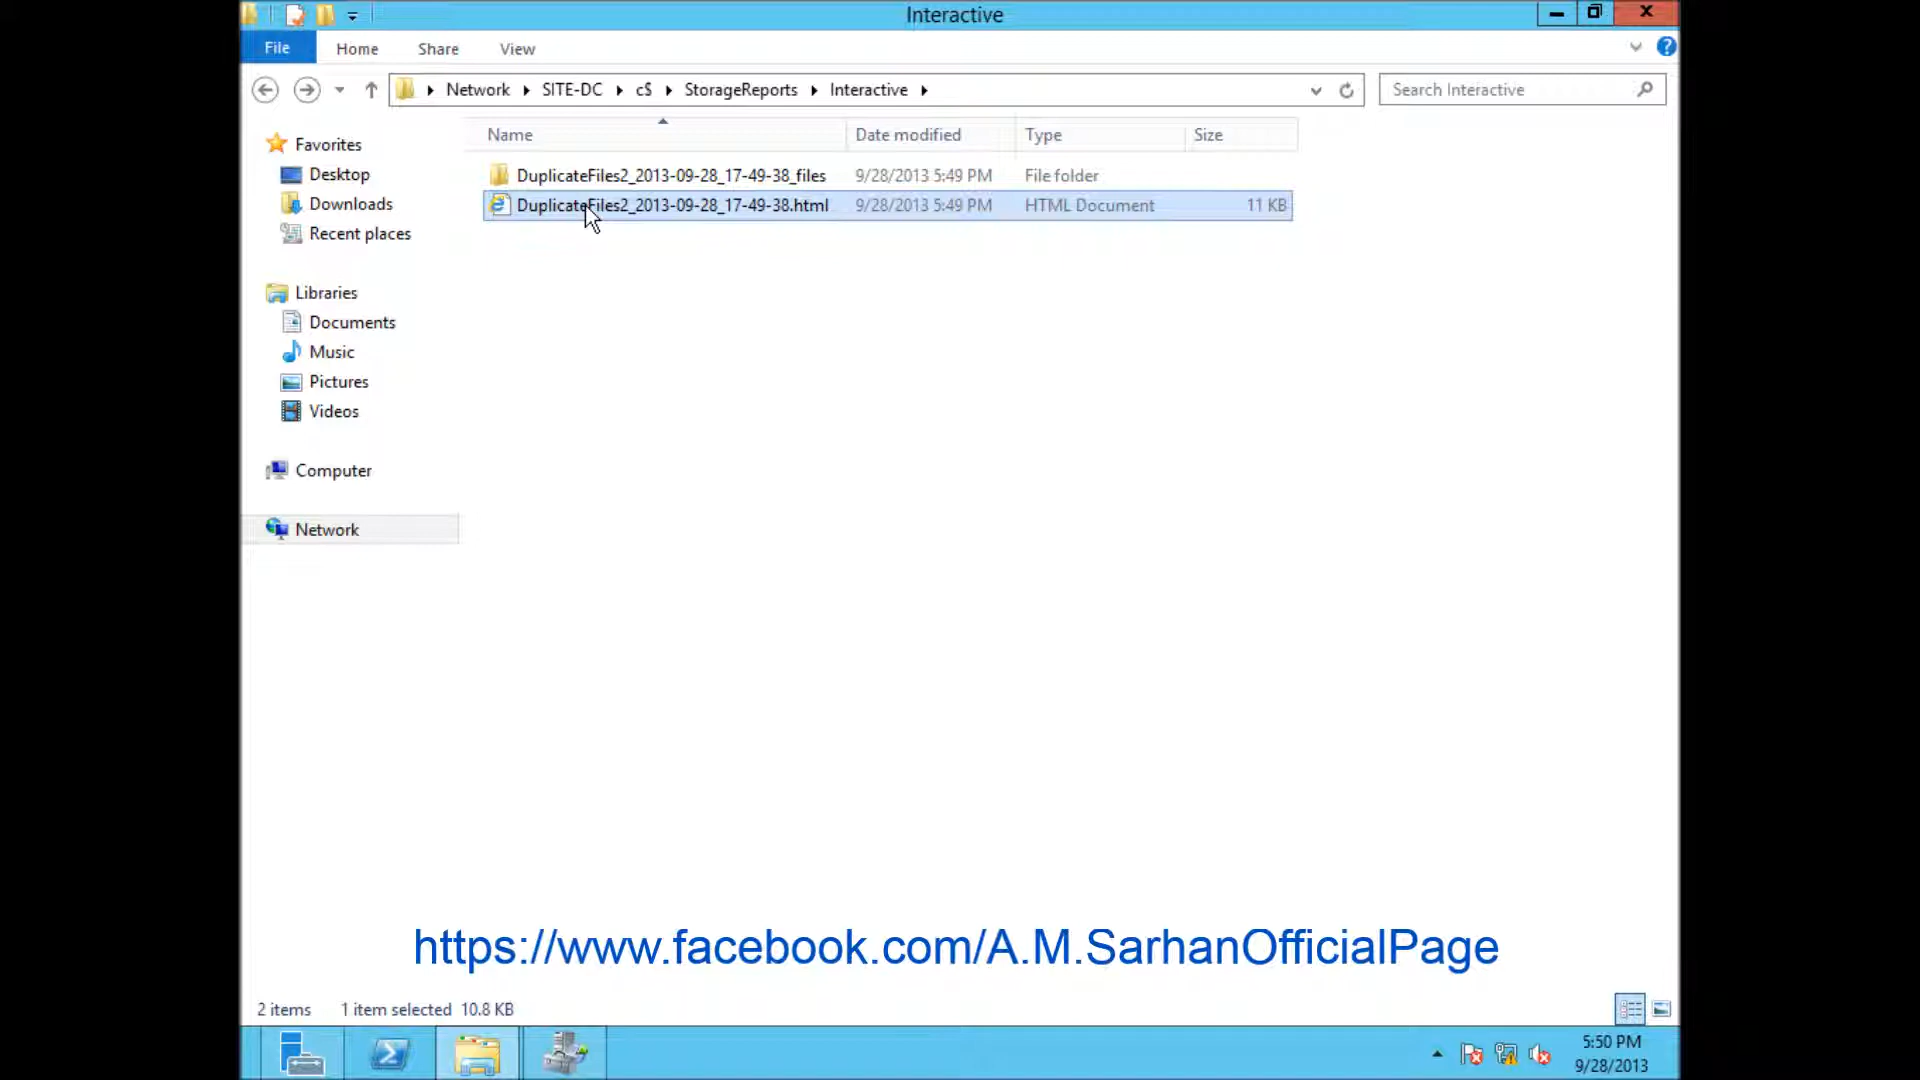 Interactive
File Home Share View
Network SITE-DC c$ StorageReports Interactive Search Interactive
Name Date modified Type Size
Favorites
Desktop
Downloads
Recent places
Libraries
Documents
Music
Pictures
Videos
Computer
Network
DuplicateFiles2_2013-09-28_17-49-38_files 9/28/2013 5:49 PM File folder
DuplicateFiles2_2013-09-28_17-49-38.html 9/28/2013 5:49 PM HTML Document 11 KB
https://www.facebook.com/A.M.SarhanOfficialPage
2 items 1 item selected 10.8 KB
5:50 PM
9/28/2013